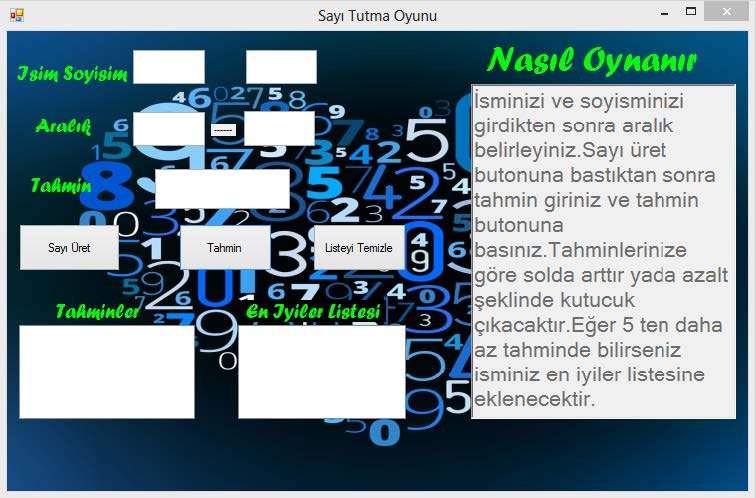 Sayı Tutma Oyunu
Isim Soyisim
Aralık
------
Tahmin
Sayı Üret
Tahmin
Listeyi Temizle
Tahminler
En Iyiler Listesi
Nasıl Oynanır
İsminizi ve soyisminizi
girdikten sonra aralık
belirleyiniz.Sayı üret
butonuna bastıktan sonra
tahmin giriniz ve tahmin
butonuna
basınız.Tahminlerinize
göre solda arttır yada azalt
şeklinde kutucuk
çıkacaktır.Eğer 5 ten daha
az tahminde bilirseniz
isminiz en iyiler listesine
eklenecektir.